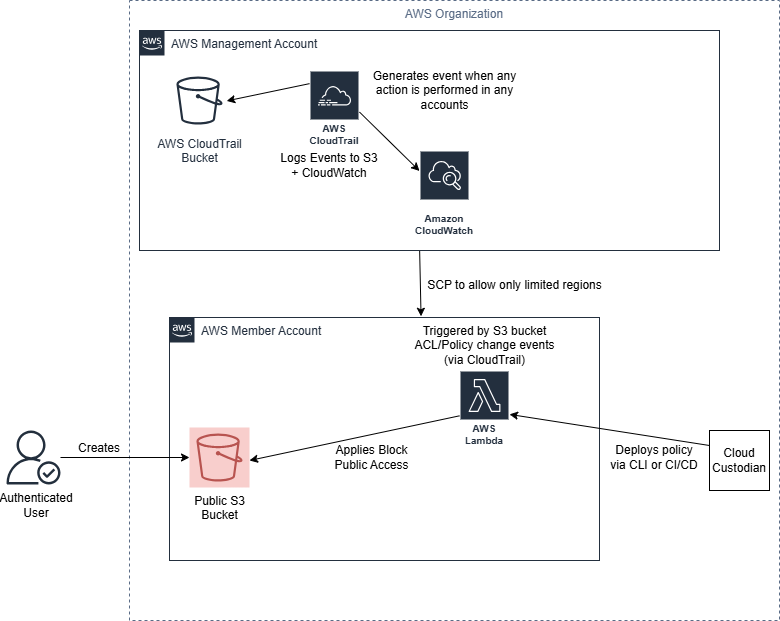 AWS Organization
aws
AWS Management Account
Generates event when any
action is performed in any
accounts
AWS
CloudTrail
AWS CloudTrail
Bucket
Logs Events to S3
+ CloudWatch
Amazon
CloudWatch
SCP to allow only limited regions
aws
AWS Member Account
Triggered by S3 bucket
ACL/Policy change events
(via CloudTrail)
AWS
Lambda
Creates
Applies Block
Public Access
Deploys policy
via CLI or CI/CD
Cloud
Custodian
Authenticated
User
Public S3
Bucket